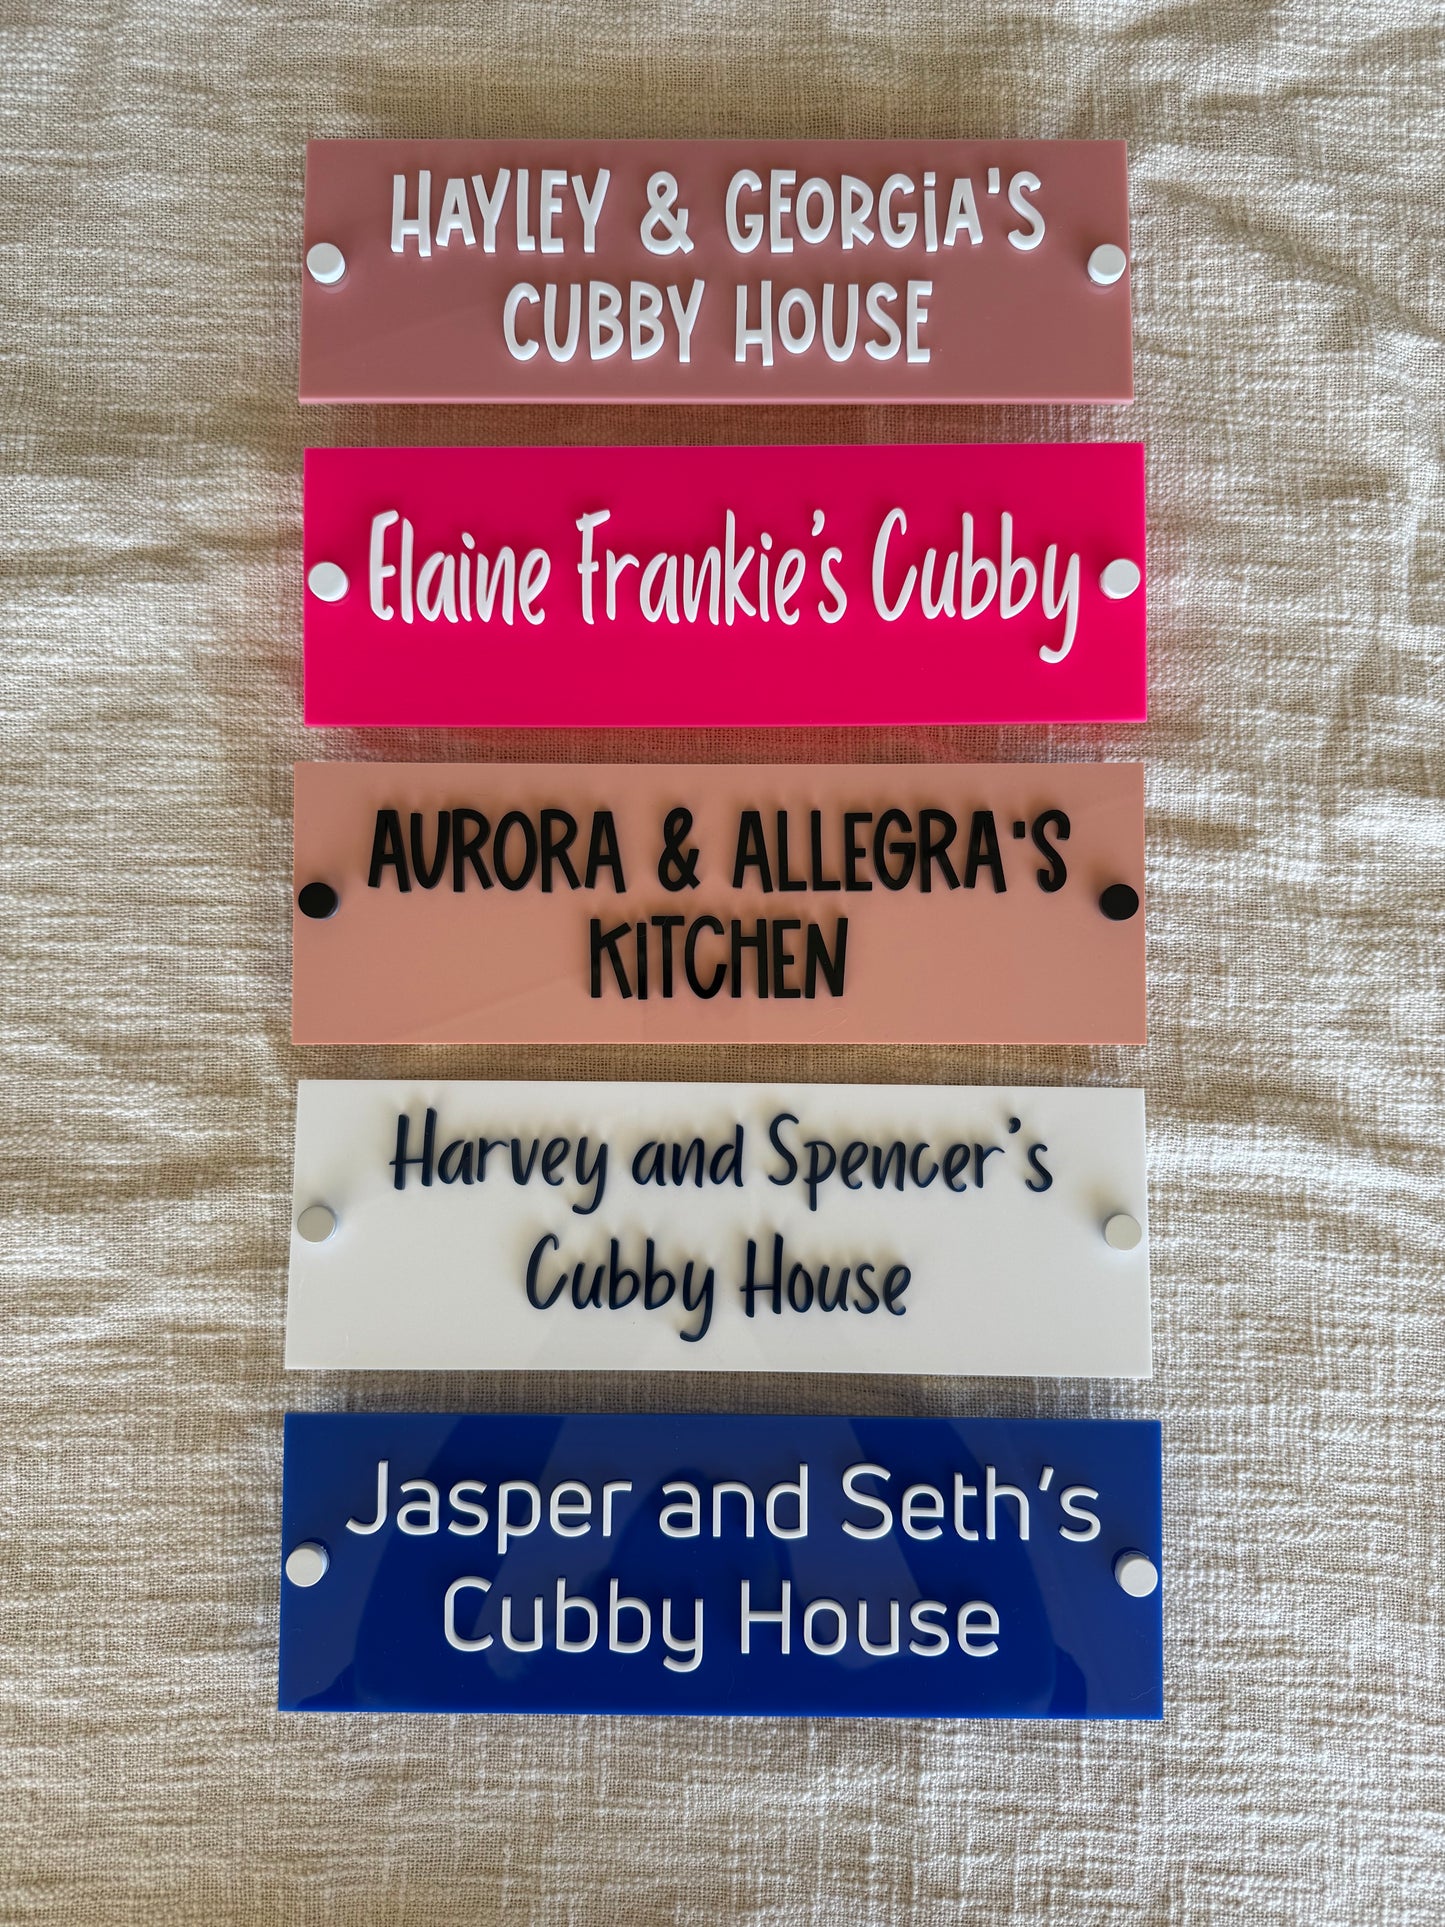 HAYLEY & GEORGiA'S
CUBBY HOUSE
Elaine Frankie's Cubby
AURORA & ALLEGRA'S
KITCHEN
Harvey and Spencer's
Cubby House
Jasper and Seth's
Cubby House